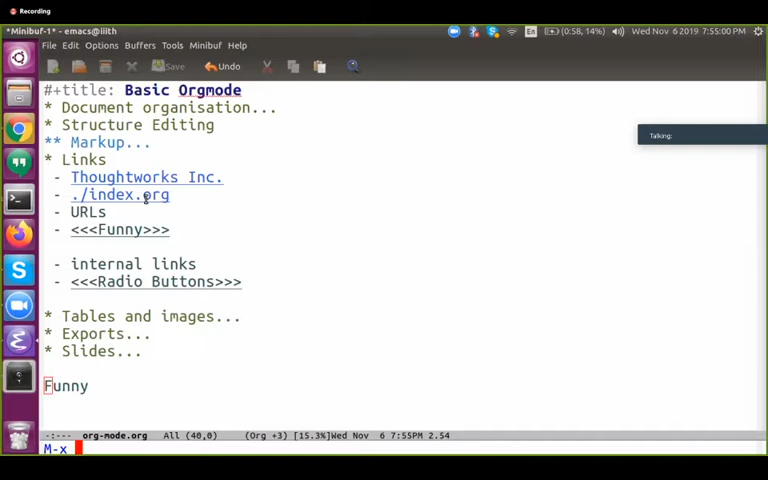 Recording
*Minibuf-1* - emacs@iiith
En
(0:58, 14%)
Wed Nov 6 2019 7:55:00 PM
File Edit Options Buffers Tools Minibuf Help
Save
Undo
#+title: Basic Orgmode
* Document organisation...
* Structure Editing
** Markup...
* Links
- Thoughtworks Inc.
- ./index.org
- URLs
- <<<Funny>>>
- internal links
- <<<Radio Buttons>>>
* Tables and images...
* Exports...
* Slides...
Funny
Talking:
-:--- org-mode.org All (40,0) (Org +3) [15.3%]Wed Nov 6 7:55PM 2.54
M-x